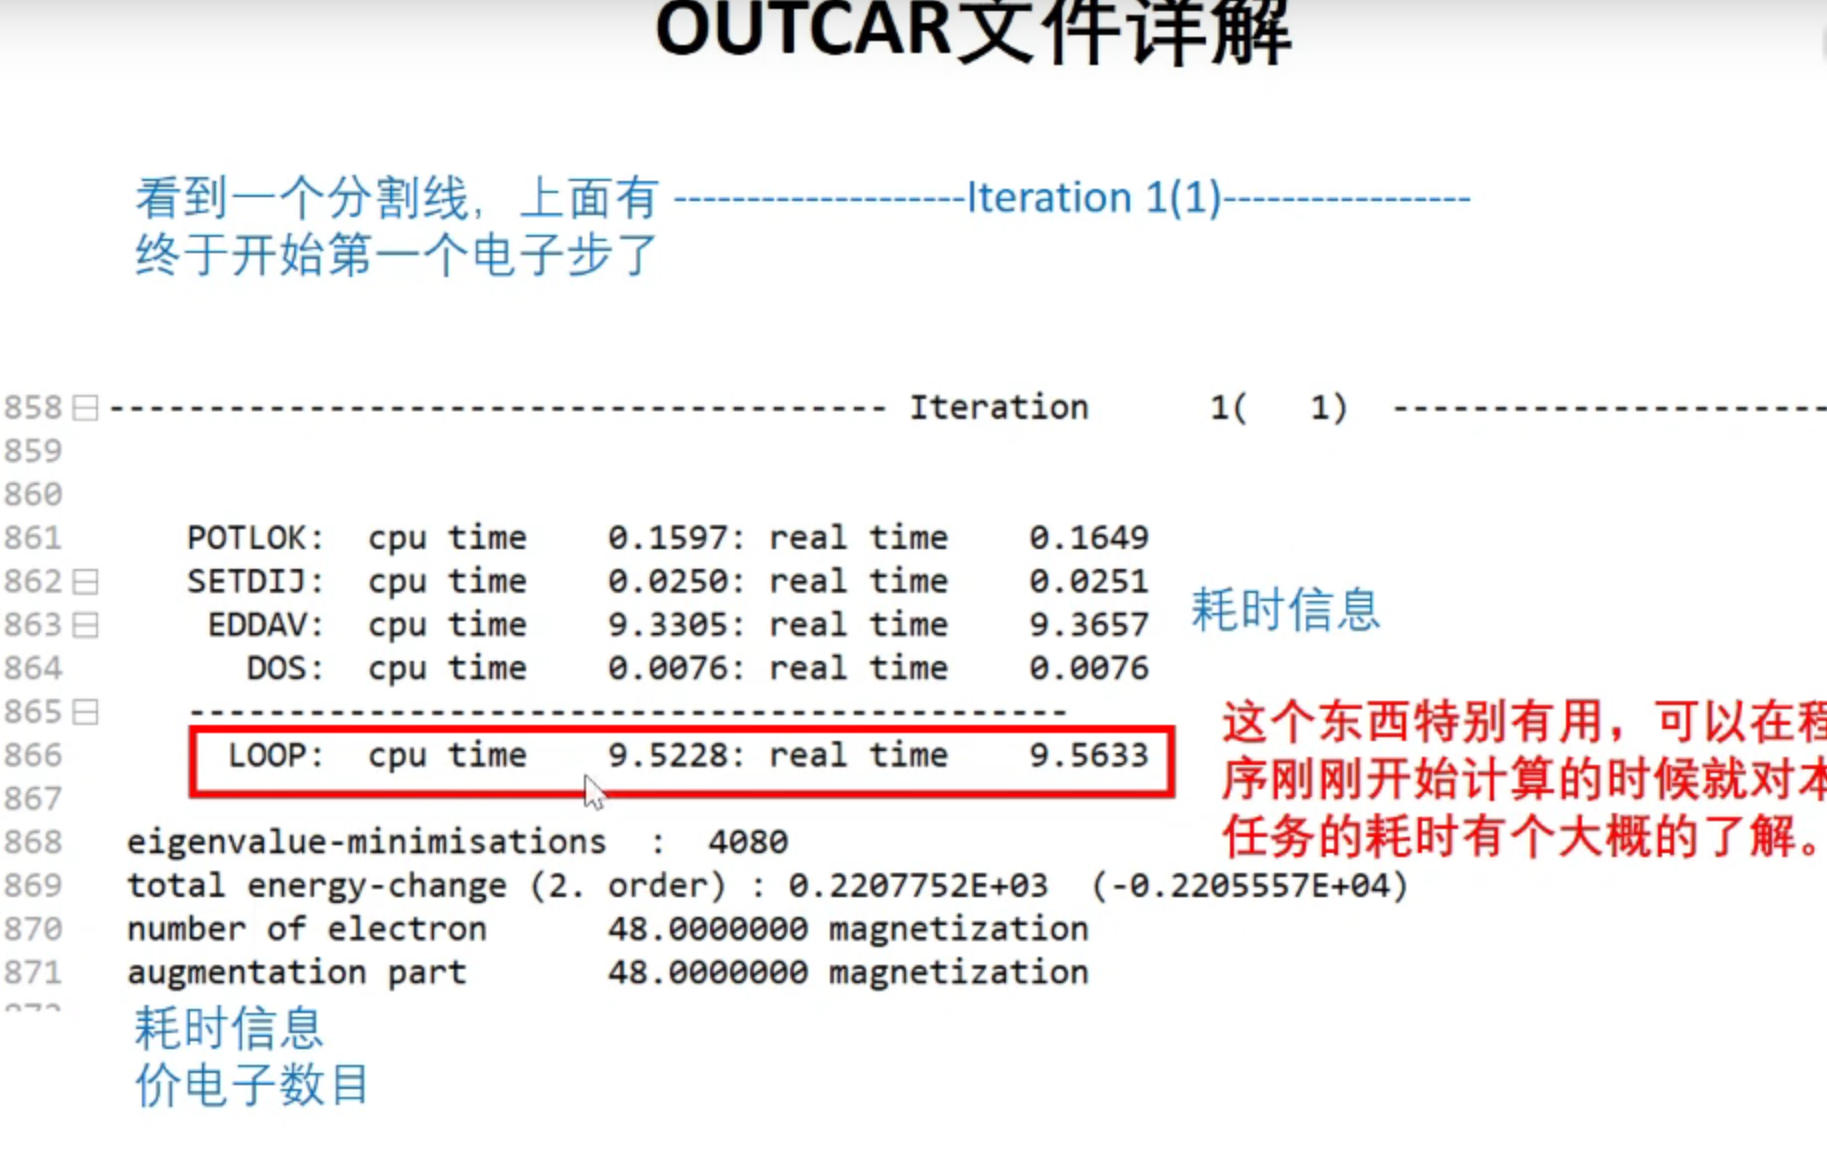 OUTCAR文件详解
看到一个分割线，上面有 --------------------Iteration 1(1)-----------------
终于开始第一个电子步了
858 --------------------------------------- Iteration 1( 1) ----------------------
859
860
861 POTLOK: cpu time 0.1597: real time 0.1649
862 SETDIJ: cpu time 0.0250: real time 0.0251
863 EDDAV: cpu time 9.3305: real time 9.3657
864 DOS: cpu time 0.0076: real time 0.0076
耗时信息
865 --------------------------------------------
866 LOOP: cpu time 9.5228: real time 9.5633
867
这个东西特别有用，可以在程
序刚刚开始计算的时候就对本
任务的耗时有个大概的了解。
868 eigenvalue-minimisations : 4080
869 total energy-change (2. order) : 0.2207752E+03 (-0.2205557E+04)
870 number of electron 48.0000000 magnetization
871 augmentation part 48.0000000 magnetization
耗时信息
价电子数目